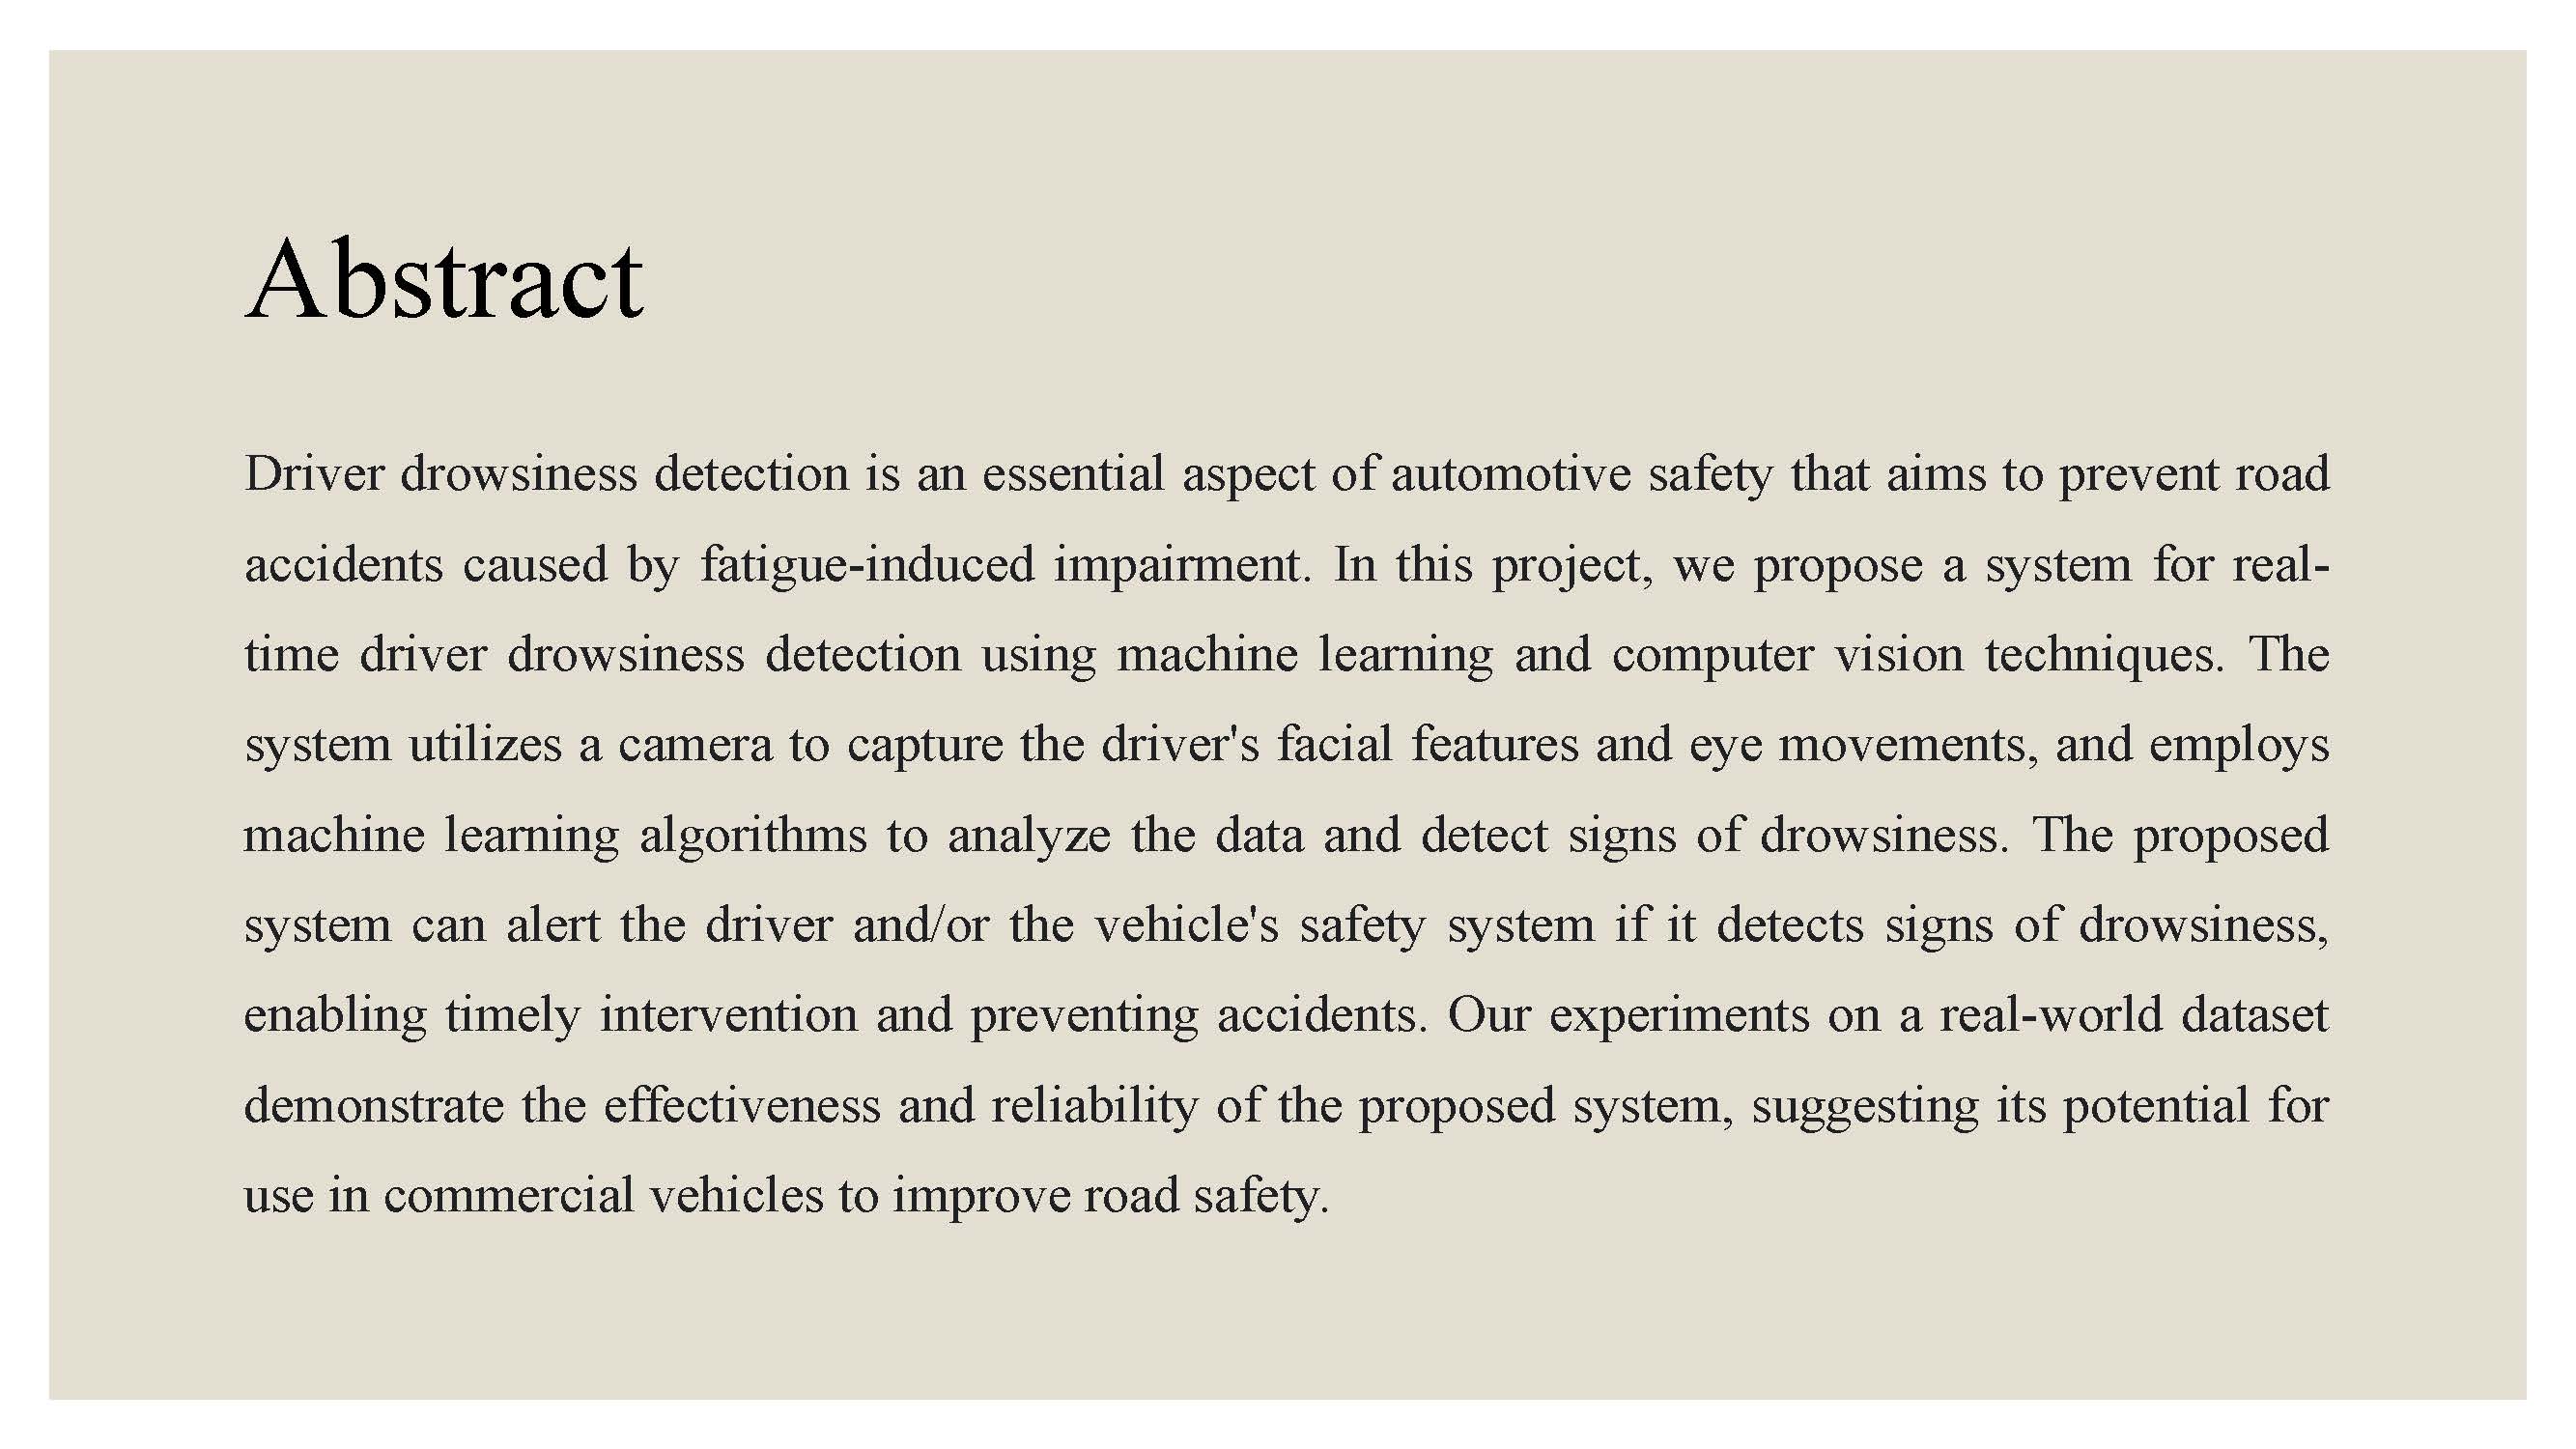 Abstract
Driver drowsiness detection is an essential aspect of automotive safety that aims to prevent road
accidents caused by fatigue-induced impairment. In this project, we propose a system for real-
time driver drowsiness detection using machine learning and computer vision techniques. The
system utilizes a camera to capture the driver's facial features and eye movements, and employs
machine learning algorithms to analyze the data and detect signs of drowsiness. The proposed
system can alert the driver and/or the vehicle's safety system if it detects signs of drowsiness,
enabling timely intervention and preventing accidents. Our experiments on a real-world dataset
demonstrate the effectiveness and reliability of the proposed system, suggesting its potential for
use in commercial vehicles to improve road safety.